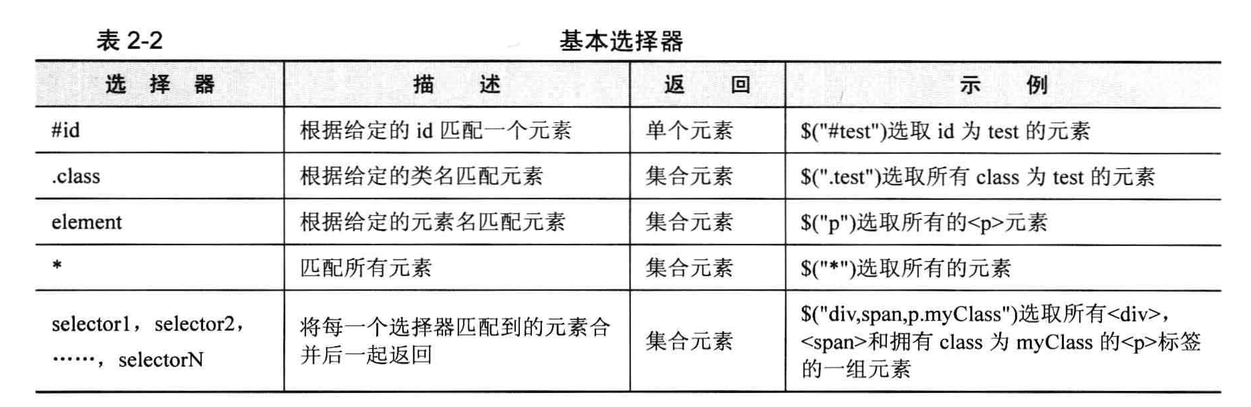 表 2-2 基本选择器
选 择 器 描 述 返 回 示 例
#id 根据给定的 id 匹配一个元素 单个元素 $("#test")选取 id 为 test 的元素
.class 根据给定的类名匹配元素 集合元素 $(".test")选取所有 class 为 test 的元素
element 根据给定的元素名匹配元素 集合元素 $("p")选取所有的<p>元素
* 匹配所有元素 集合元素 $("*")选取所有的元素
selector1，selector2，
……，selectorN
将每一个选择器匹配到的元素合
并后一起返回
集合元素
$("div,span,p.myClass")选取所有<div>，
<span>和拥有 class 为 myClass 的<p>标签
的一组元素